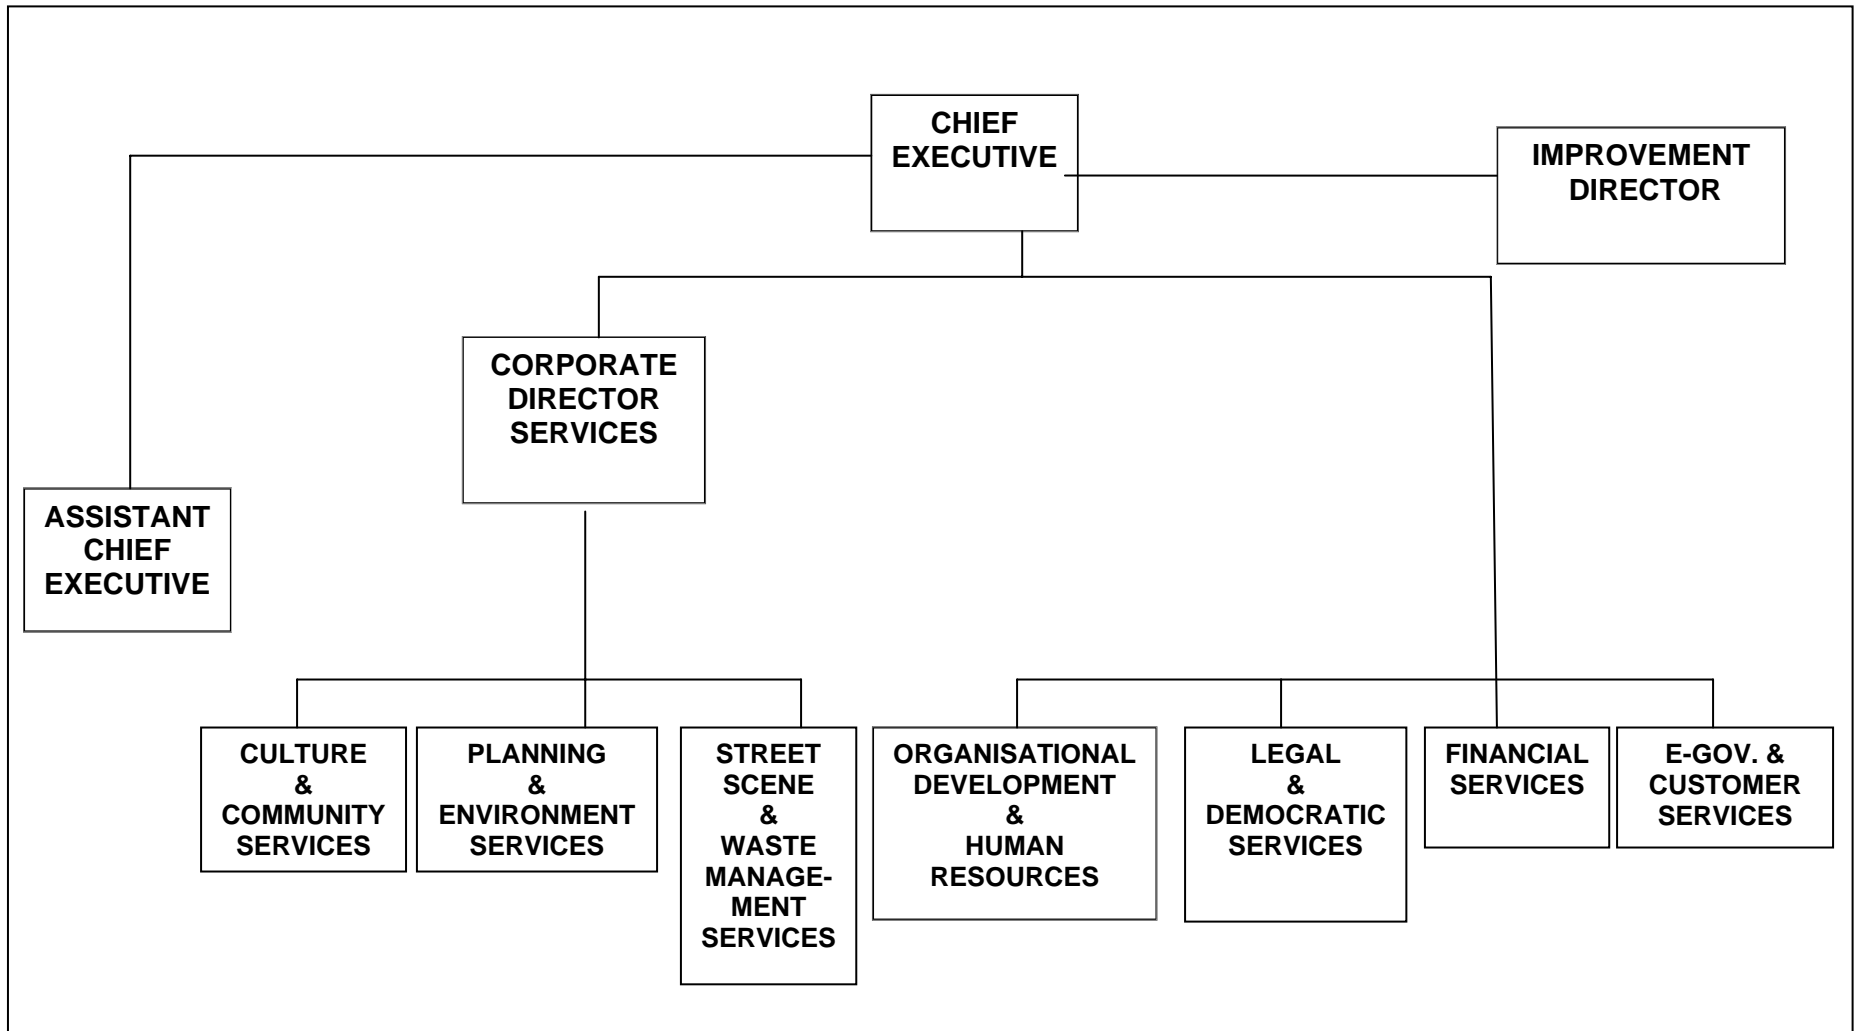 CHIEF
EXECUTIVE
IMPROVEMENT
DIRECTOR
CORPORATE
DIRECTOR
SERVICES
ASSISTANT
CHIEF
EXECUTIVE
CULTURE
&
COMMUNITY
SERVICES
PLANNING
&
ENVIRONMENT
SERVICES
STREET
SCENE
&
WASTE
MANAGE-
MENT
SERVICES
ORGANISATIONAL
DEVELOPMENT
&
HUMAN
RESOURCES
LEGAL
&
DEMOCRATIC
SERVICES
FINANCIAL
SERVICES
E-GOV. &
CUSTOMER
SERVICES